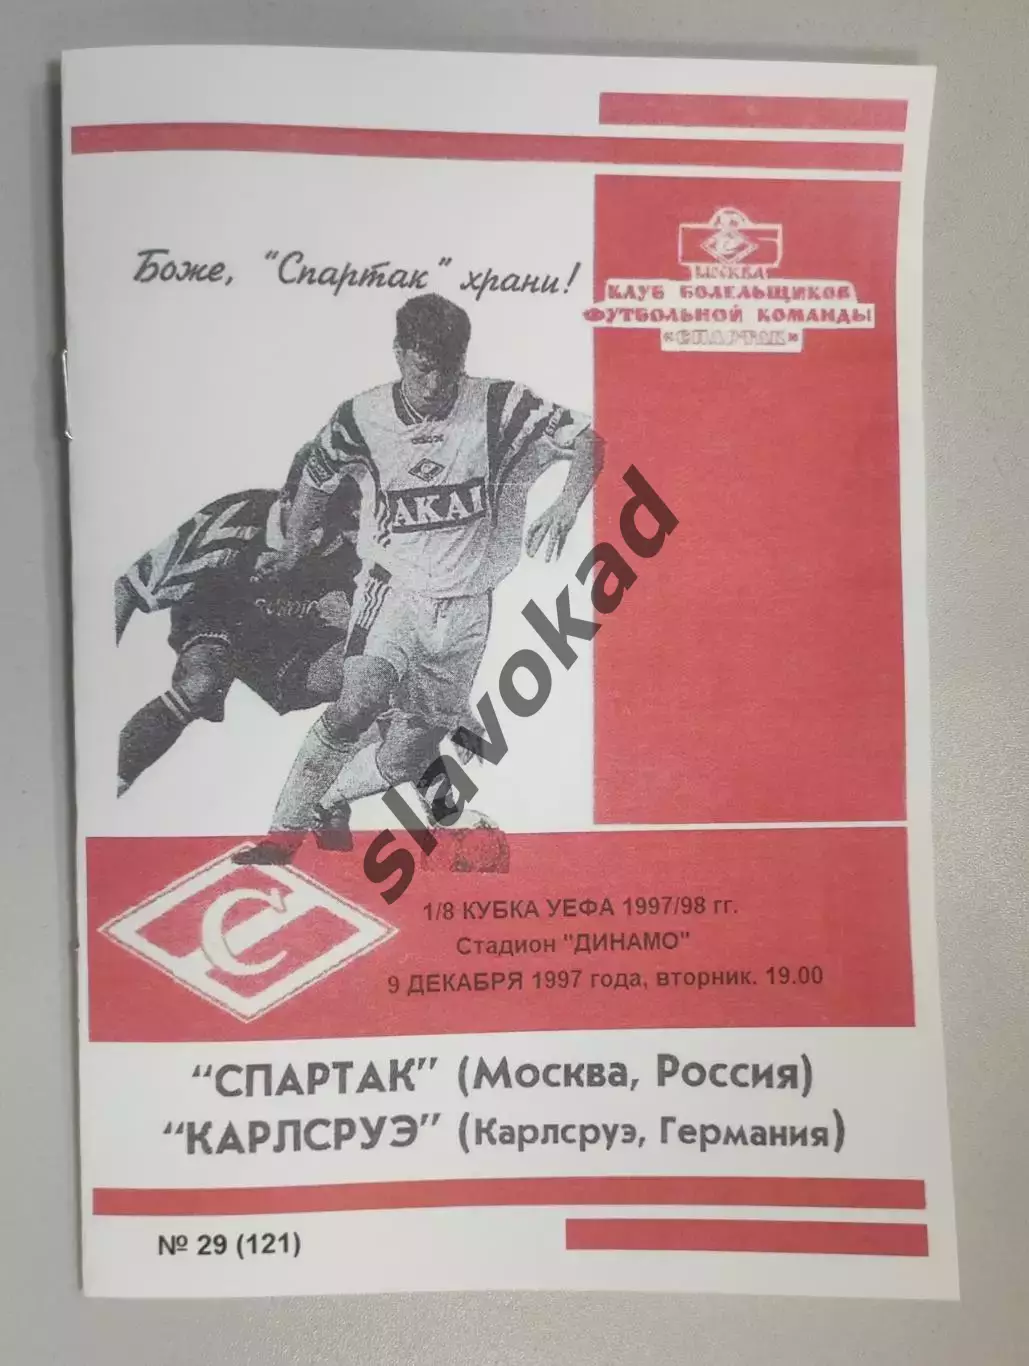 Боже, "Спартак" храни!
МОСКВА
КЛУБ БОЛЕЛЬЩИКОВ
ФУТБОЛЬНОЙ КОМАНДЫ
«СПАРТАК»
AKAI
slavokad
1/8 КУБКА УЕФА 1997/98 гг.
Стадион "ДИНАМО"
9 ДЕКАБРЯ 1997 года, вторник. 19.00
"СПАРТАК" (Москва, Россия)
"КАРЛСРУЭ" (Карлсруэ, Германия)
№ 29 (121)